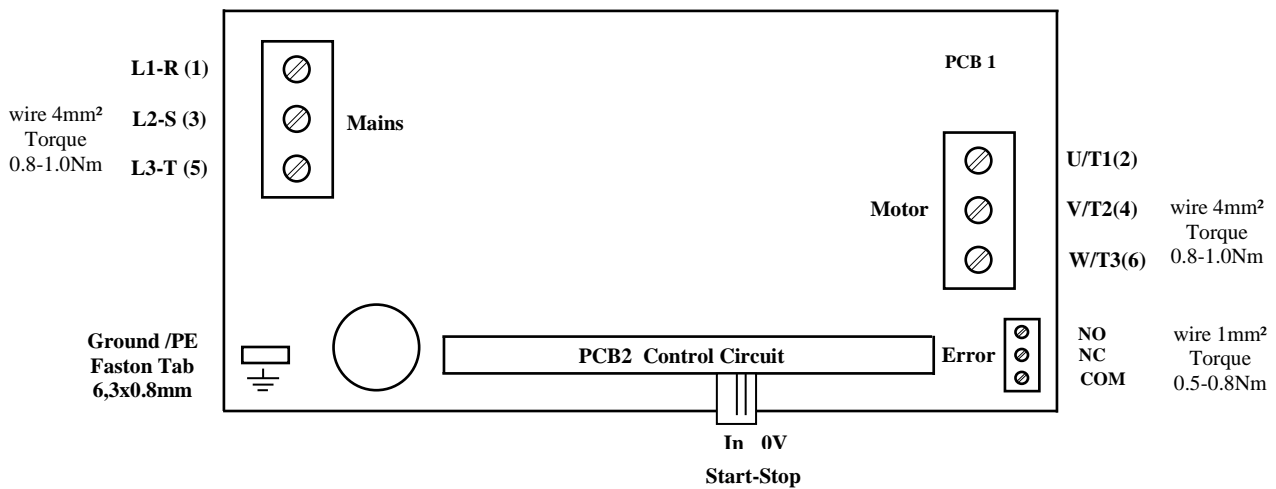 PCB 1
L1-R (1)
L2-S (3)
L3-T (5)
wire 4mm²
Torque
0.8-1.0Nm
Mains
Motor
U/T1(2)
V/T2(4)
W/T3(6)
wire 4mm²
Torque
0.8-1.0Nm
Ground /PE
Faston Tab
6,3x0.8mm
PCB2 Control Circuit
Error
NO
NC
COM
wire 1mm²
Torque
0.5-0.8Nm
In 0V
Start-Stop